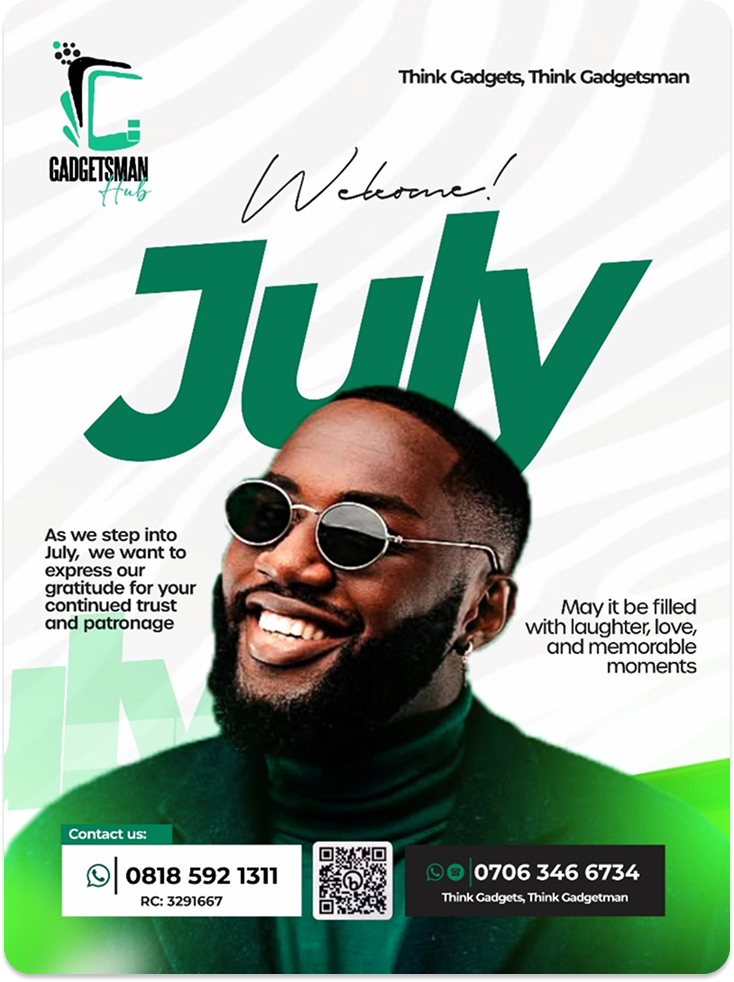 GADGETSMAN
Hub
Think Gadgets, Think Gadgetsman
Welcome!
July
As we step into
July, we want to
express our
gratitude for your
continued trust
and patronage
May it be filled
with laughter, love,
and memorable
moments
Contact us:
0818 592 1311
RC: 3291667
0706 346 6734
Think Gadgets, Think Gadgetman